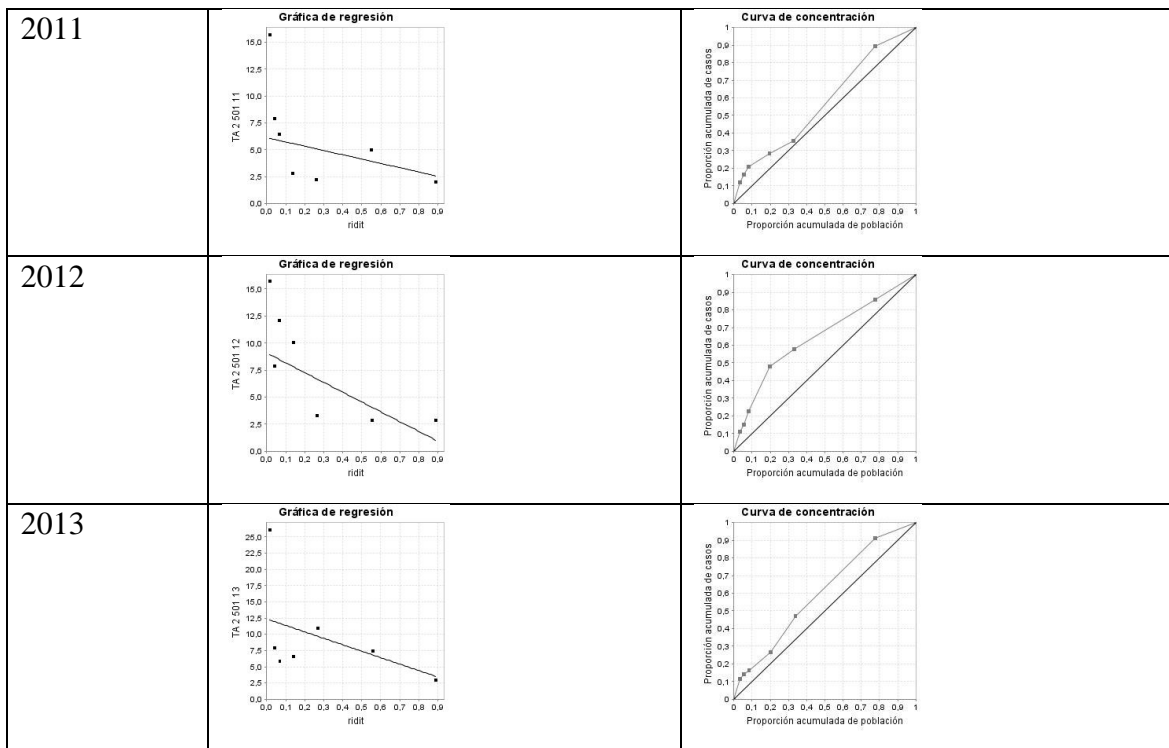 2011
Gráfica de regresión
TA 2 501 11
15,0
12,5
10,0
7,5
5,0
2,5
0,0
0,0 0,1 0,2 0,3 0,4 0,5 0,6 0,7 0,8 0,9
ridit
Curva de concentración
Proporción acumulada de casos
1
0,9
0,8
0,7
0,6
0,5
0,4
0,3
0,2
0,1
0
0 0,1 0,2 0,3 0,4 0,5 0,6 0,7 0,8 0,9 1
Proporción acumulada de población
2012
Gráfica de regresión
TA 2 501 12
15,0
12,5
10,0
7,5
5,0
2,5
0,0
0,0 0,1 0,2 0,3 0,4 0,5 0,6 0,7 0,8 0,9
ridit
Curva de concentración
Proporción acumulada de casos
1
0,9
0,8
0,7
0,6
0,5
0,4
0,3
0,2
0,1
0
0 0,1 0,2 0,3 0,4 0,5 0,6 0,7 0,8 0,9 1
Proporción acumulada de población
2013
Gráfica de regresión
TA 2 501 13
25,0
22,5
20,0
17,5
15,0
12,5
10,0
7,5
5,0
2,5
0,0
0,0 0,1 0,2 0,3 0,4 0,5 0,6 0,7 0,8 0,9
ridit
Curva de concentración
Proporción acumulada de casos
1
0,9
0,8
0,7
0,6
0,5
0,4
0,3
0,2
0,1
0
0 0,1 0,2 0,3 0,4 0,5 0,6 0,7 0,8 0,9 1
Proporción acumulada de población